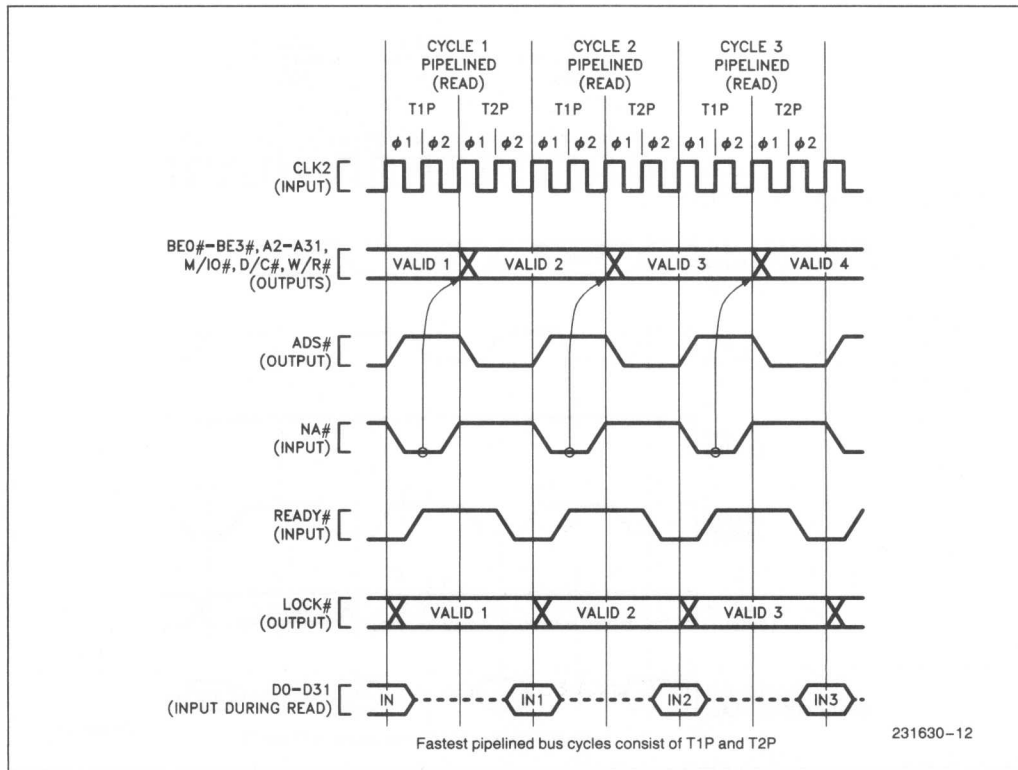 CYCLE 1 CYCLE 2 CYCLE 3
PIPELINED PIPELINED PIPELINED
(READ) (READ) (READ)
T1P T2P T1P T2P T1P T2P
φ1 φ2 φ1 φ2 φ1 φ2 φ1 φ2 φ1 φ2 φ1 φ2
CLK2
(INPUT)
BE0#-BE3#, A2-A31,
M/IO#, D/C#, W/R#
(OUTPUTS)
VALID 1 VALID 2 VALID 3 VALID 4
ADS#
(OUTPUT)
NA#
(INPUT)
READY#
(INPUT)
LOCK#
(OUTPUT)
VALID 1 VALID 2 VALID 3
D0-D31
(INPUT DURING READ)
IN IN1 IN2 IN3
Fastest pipelined bus cycles consist of T1P and T2P
231630-12